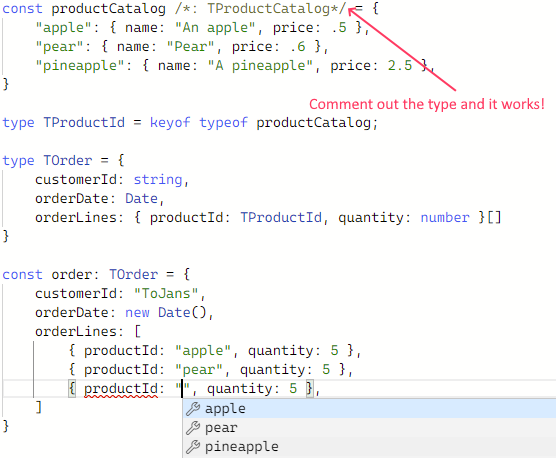 const productCatalog /*: TProductCatalog*/ = {
    "apple": { name: "An apple", price: .5 },
    "pear": { name: "Pear", price: .6 },
    "pineapple": { name: "A pineapple", price: 2.5 },
}
Comment out the type and it works!
type TProductId = keyof typeof productCatalog;
type TOrder = {
    customerId: string,
    orderDate: Date,
    orderLines: { productId: TProductId, quantity: number }[]
}
const order: TOrder = {
    customerId: "ToJans",
    orderDate: new Date(),
    orderLines: [
        { productId: "apple", quantity: 5 },
        { productId: "pear", quantity: 5 },
        { productId: "", quantity: 5 },
    ]
}
apple
pear
pineapple